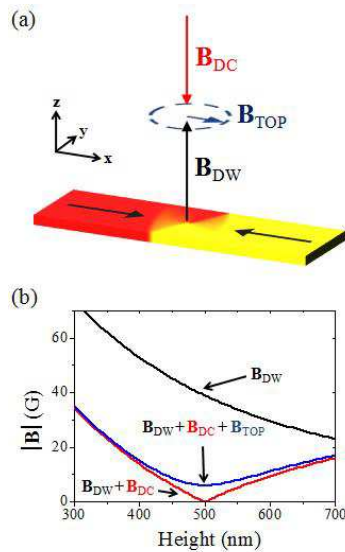 (a)
B_DC
B_TOP
z
y
x
B_DW
(b)
60
40
20
0
|B| (G)
B_DW
B_DW + B_DC + B_TOP
B_DW + B_DC
300 400 500 600 700
Height (nm)